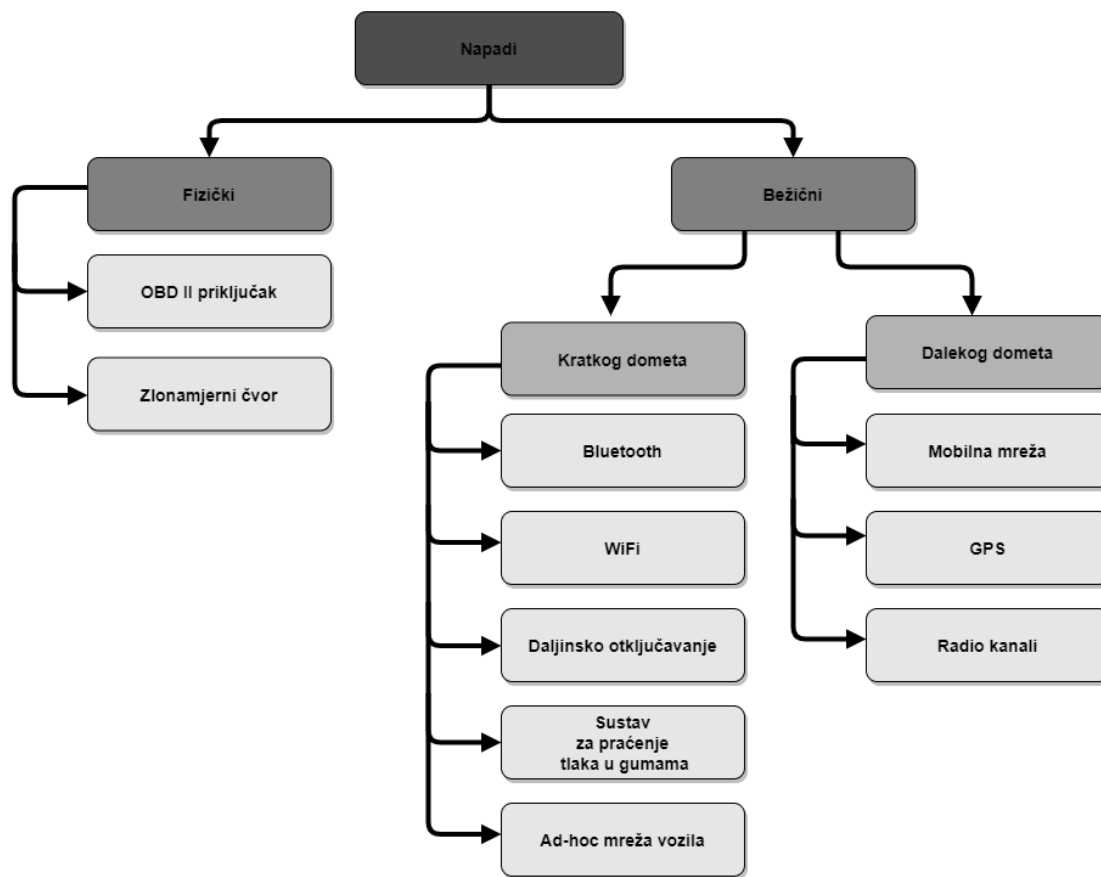 Napadi
Fizički
OBD II priključak
Zlonamjerni čvor
Bežični
Kratkog dometa
Bluetooth
WiFi
Daljinsko otključavanje
Sustav
za praćenje
tlaka u gumama
Ad-hoc mreža vozila
Dalekog dometa
Mobilna mreža
GPS
Radio kanali